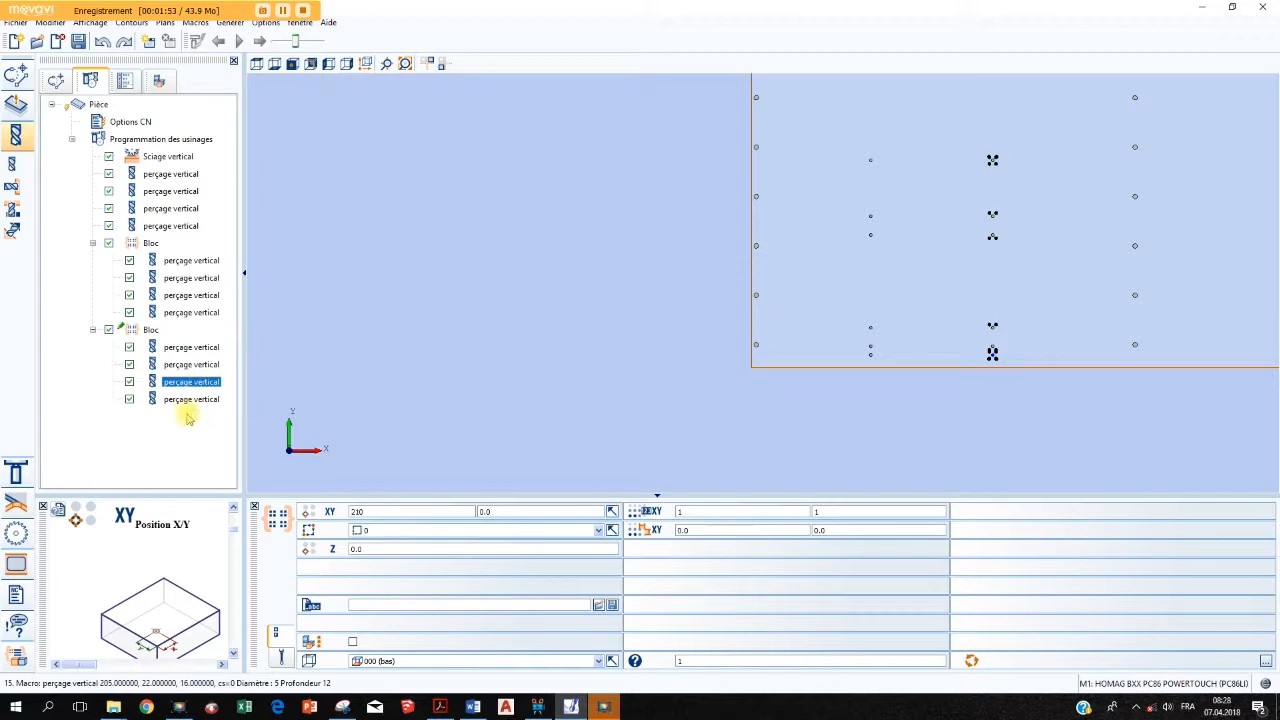 movavi
Enregistrement (00:01:53 / 43.9 Mo)
Fichier Modifier Affichage Contours Plans Macros Générer Options fenêtre Aide
Pièce
Options CN
Programmation des usinages
Sciage vertical
perçage vertical
perçage vertical
perçage vertical
perçage vertical
Bloc
perçage vertical
perçage vertical
perçage vertical
perçage vertical
Bloc
perçage vertical
perçage vertical
perçage vertical
perçage vertical
Y
X
XY Position X/Y
XY 210 0.0 XY 1 1
0 XY 0.0 0.0
Z 0.0
abc
000 (bas) 1
15. Macro: perçage vertical 205.000000, 22.000000, 16.000000, cs=0 Diamètre : 5 Profondeur 12
M1: HOMAG BXX PC86 POWERTOUCH (PC86LI)
FRA
08:28
07.04.2018